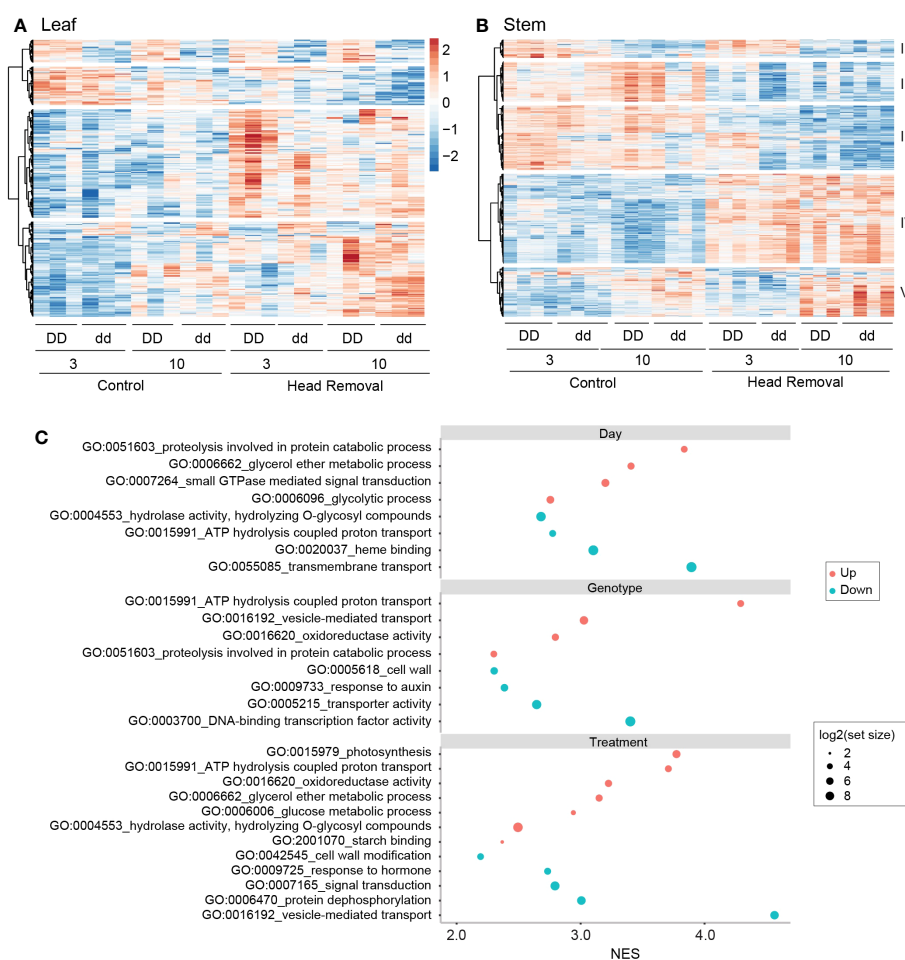 A Leaf
2
1
0
−1
−2
DD dd DD dd DD dd DD dd
3 10 3 10
Control Head Removal
B Stem
I
I
I
I
V
DD dd DD dd DD dd DD dd
3 10 3 10
Control Head Removal
C
Day
GO:0051603_proteolysis involved in protein catabolic process
GO:0006662_glycerol ether metabolic process
GO:0007264_small GTPase mediated signal transduction
GO:0006096_glycolytic process
GO:0004553_hydrolase activity, hydrolyzing O-glycosyl compounds
GO:0015991_ATP hydrolysis coupled proton transport
GO:0020037_heme binding
GO:0055085_transmembrane transport
Genotype
GO:0015991_ATP hydrolysis coupled proton transport
GO:0016192_vesicle-mediated transport
GO:0016620_oxidoreductase activity
GO:0051603_proteolysis involved in protein catabolic process
GO:0005618_cell wall
GO:0009733_response to auxin
GO:0005215_transporter activity
GO:0003700_DNA-binding transcription factor activity
Treatment
GO:0015979_photosynthesis
GO:0015991_ATP hydrolysis coupled proton transport
GO:0016620_oxidoreductase activity
GO:0006662_glycerol ether metabolic process
GO:0006006_glucose metabolic process
GO:0004553_hydrolase activity, hydrolyzing O-glycosyl compounds
GO:2001070_starch binding
GO:0042545_cell wall modification
GO:0009725_response to hormone
GO:0007165_signal transduction
GO:0006470_protein dephosphorylation
GO:0016192_vesicle-mediated transport
2.0 3.0 4.0
NES
Up
Down
log2(set size)
2
4
6
8